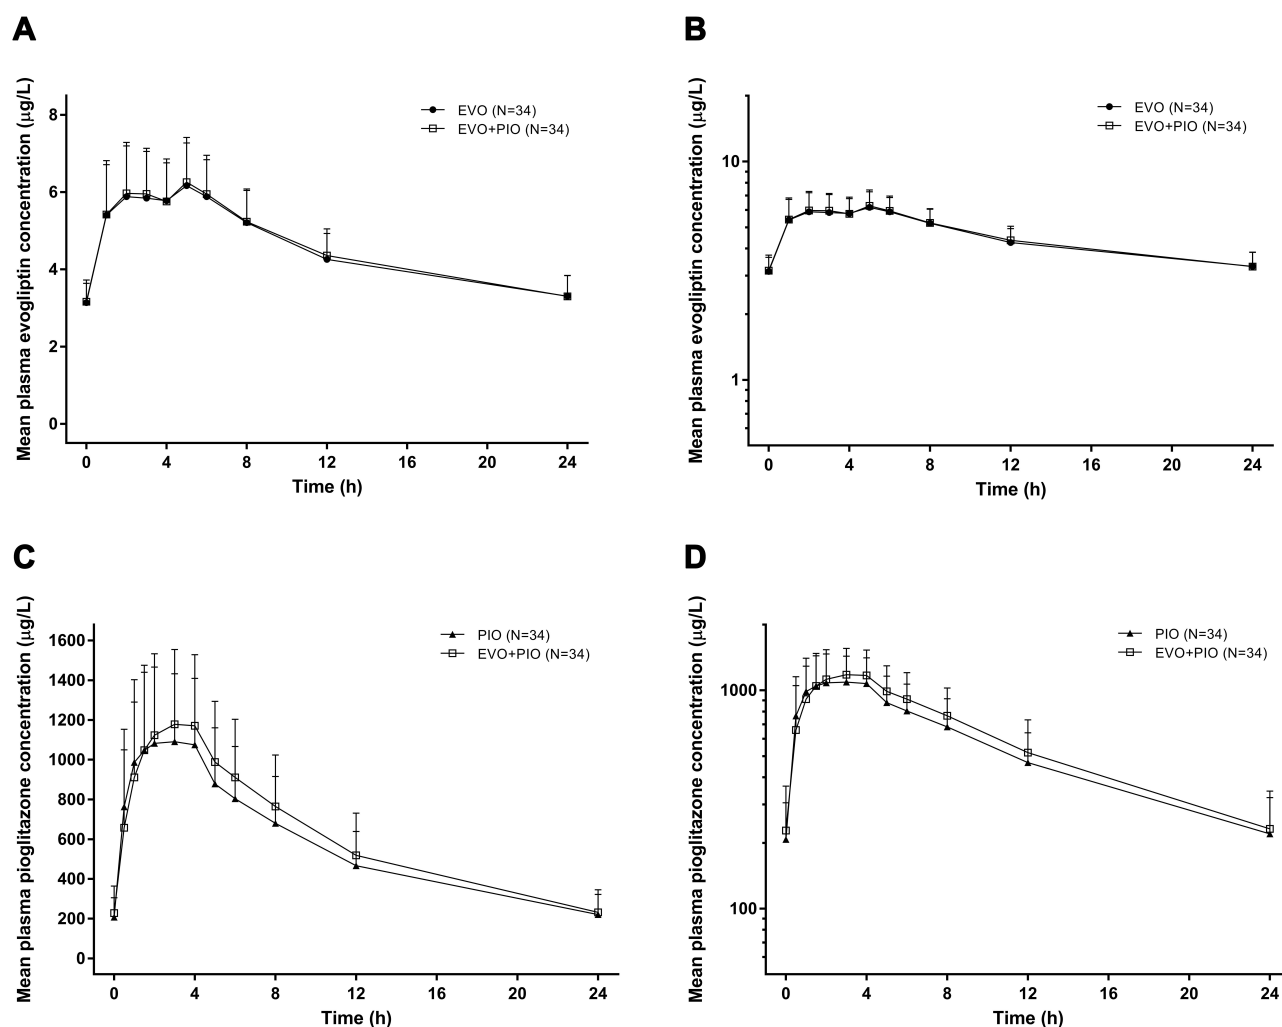 A
Mean plasma evogliptin concentration (µg/L)
8
6
4
2
0
EVO (N=34)
EVO+PIO (N=34)
0 4 8 12 16 20 24
Time (h)
B
Mean plasma evogliptin concentration (µg/L)
10
1
EVO (N=34)
EVO+PIO (N=34)
0 4 8 12 16 20 24
Time (h)
C
Mean plasma pioglitazone concentration (µg/L)
1600
1400
1200
1000
800
600
400
200
0
PIO (N=34)
EVO+PIO (N=34)
0 4 8 12 16 20 24
Time (h)
D
Mean plasma pioglitazone concentration (µg/L)
1000
100
PIO (N=34)
EVO+PIO (N=34)
0 4 8 12 16 20 24
Time (h)